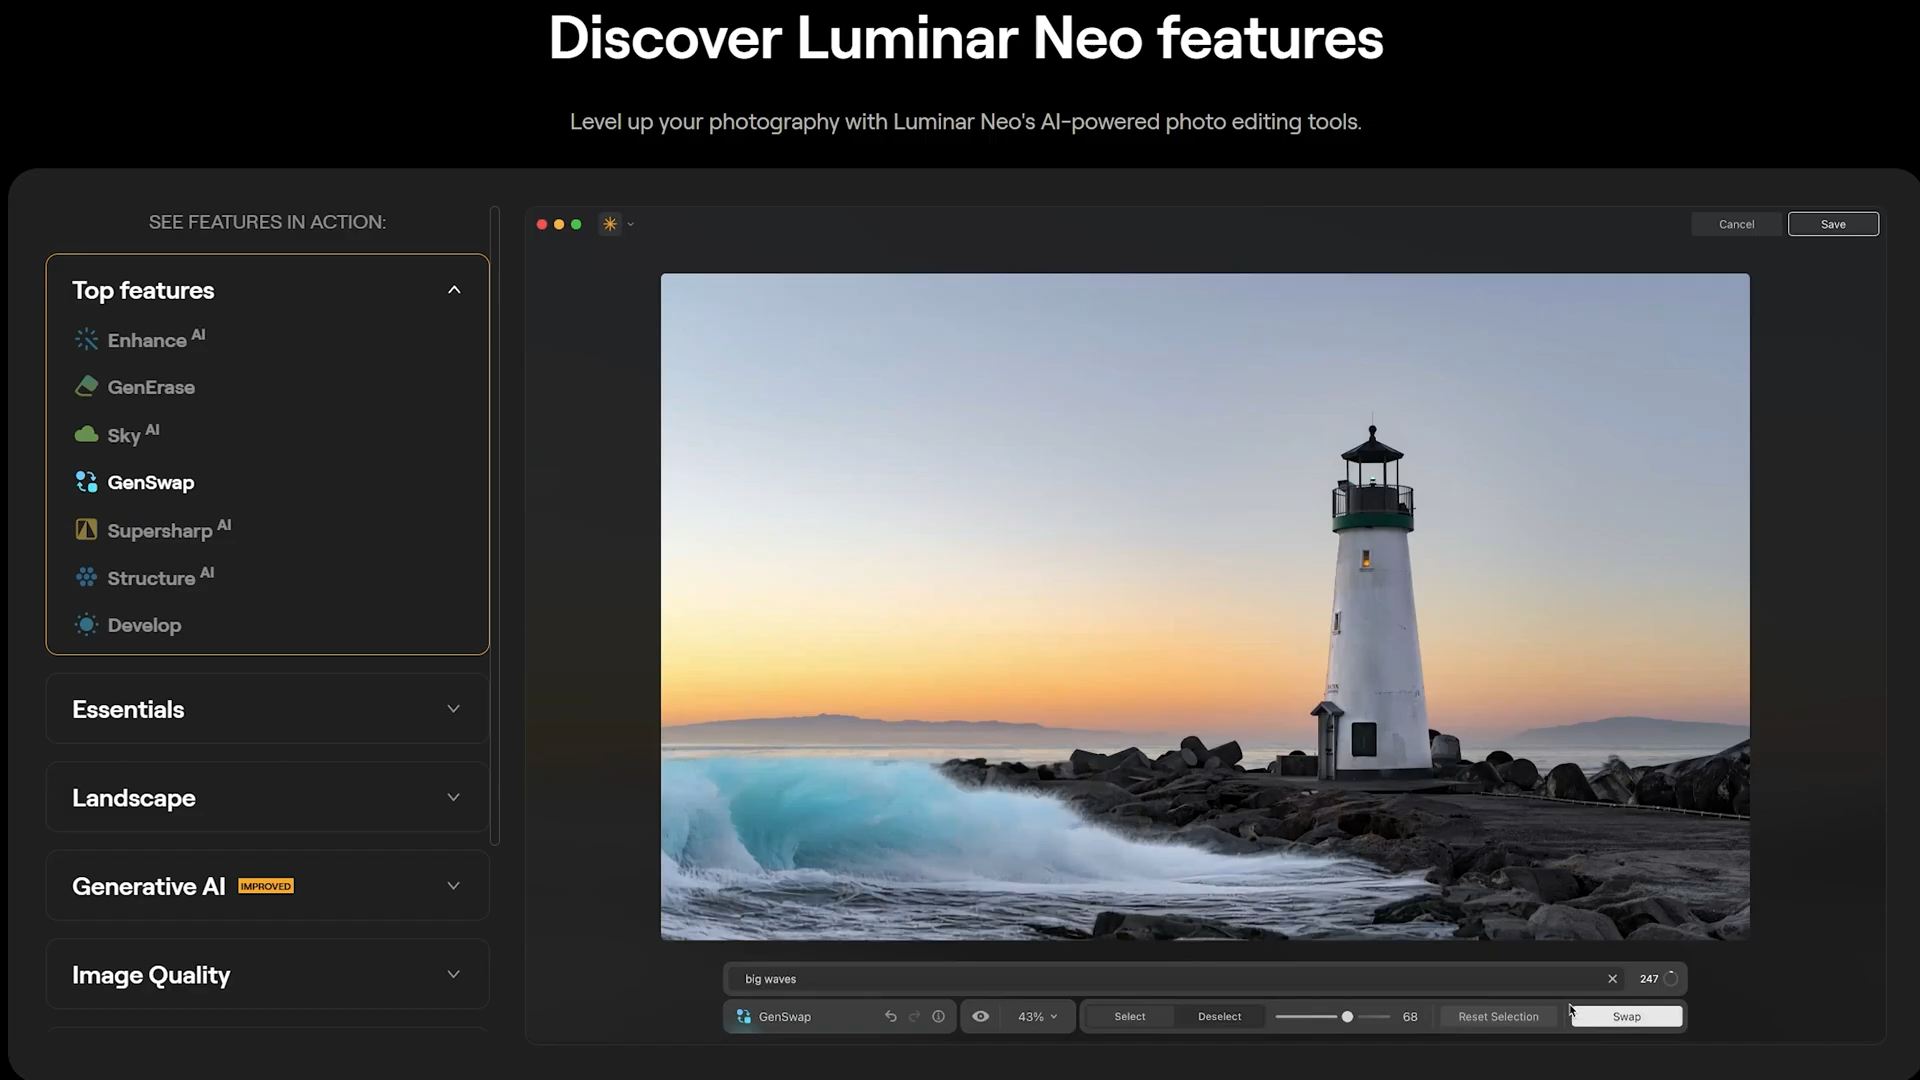 Discover Luminar Neo features
Level up your photography with Luminar Neo's AI-powered photo editing tools.
SEE FEATURES IN ACTION:
Top features
Enhance AI
GenErase
Sky AI
GenSwap
Supersharp AI
Structure AI
Develop
Essentials
Landscape
Generative AI IMPROVED
Image Quality
Cancel Save
big waves 247
GenSwap 43% Select Deselect 68 Reset Selection Swap